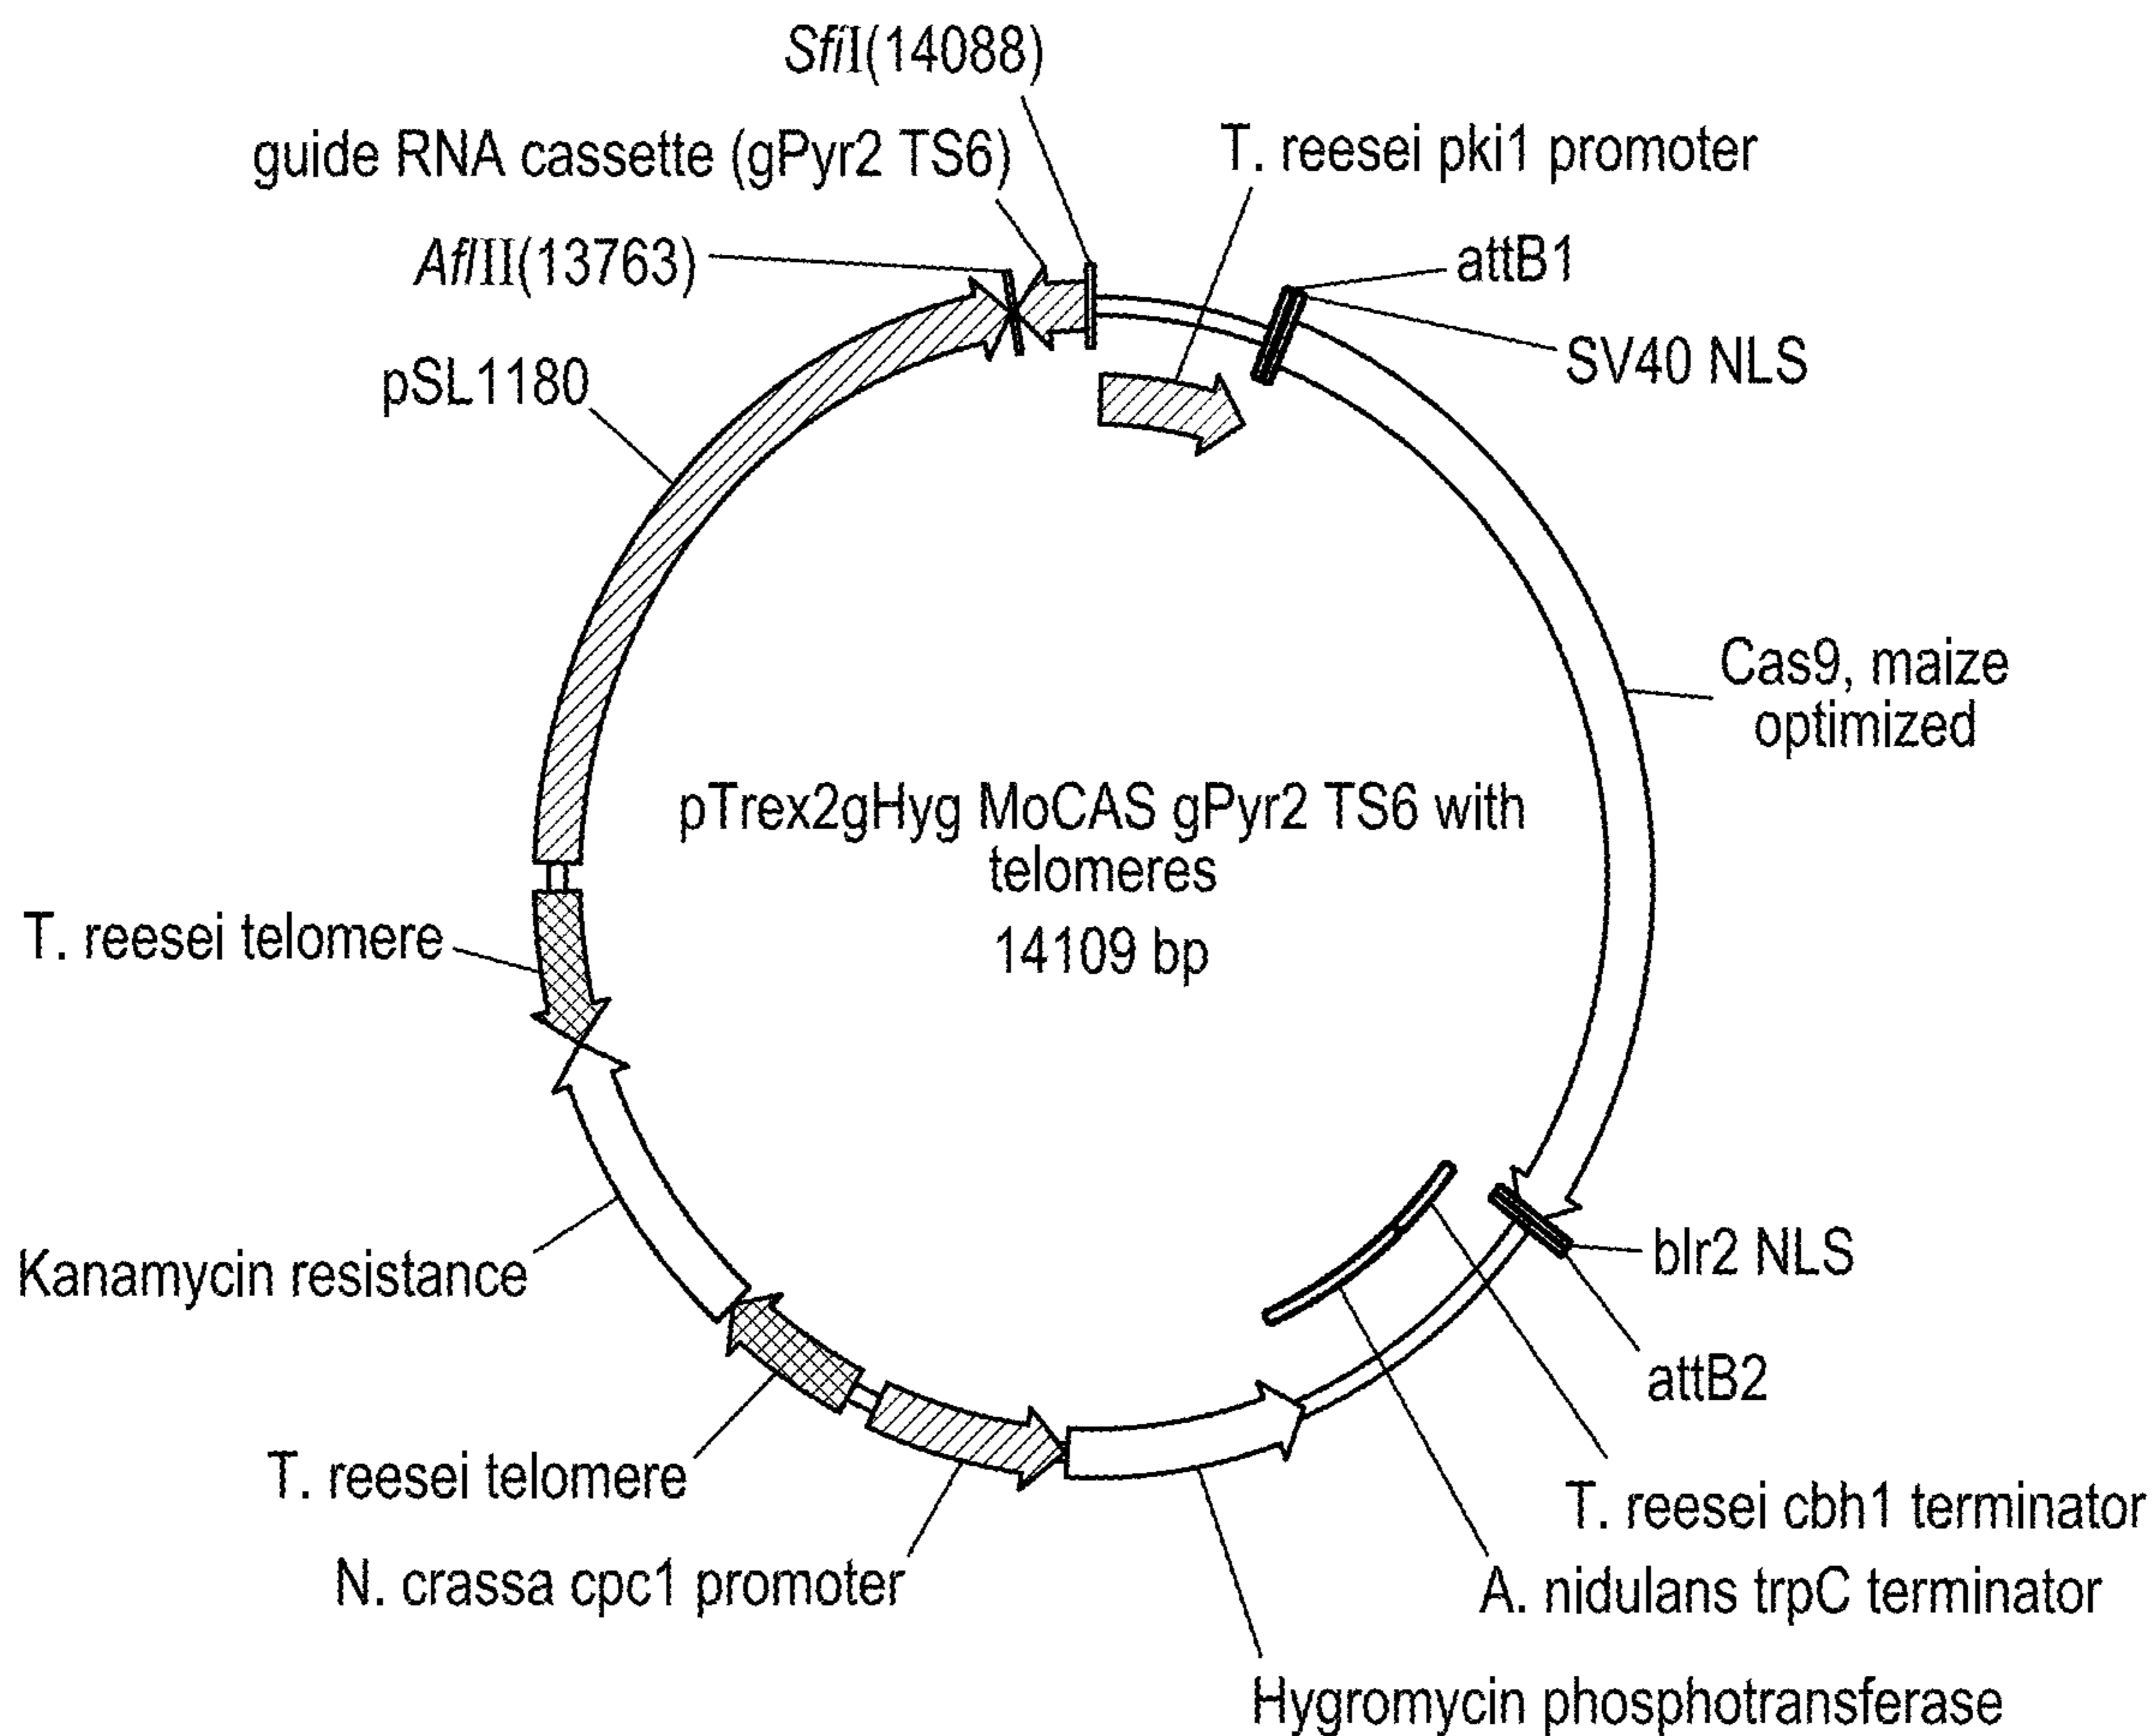 SfiI(14088)
guide RNA cassette (gPyr2 TS6)
T. reesei pki1 promoter
AflII(13763)
attB1
pSL1180
SV40 NLS
Cas9, maize
optimized
pTrex2gHyg MoCAS gPyr2 TS6 with
telomeres
14109 bp
T. reesei telomere
Kanamycin resistance
blr2 NLS
attB2
T. reesei telomere
T. reesei cbh1 terminator
N. crassa cpc1 promoter
A. nidulans trpC terminator
Hygromycin phosphotransferase